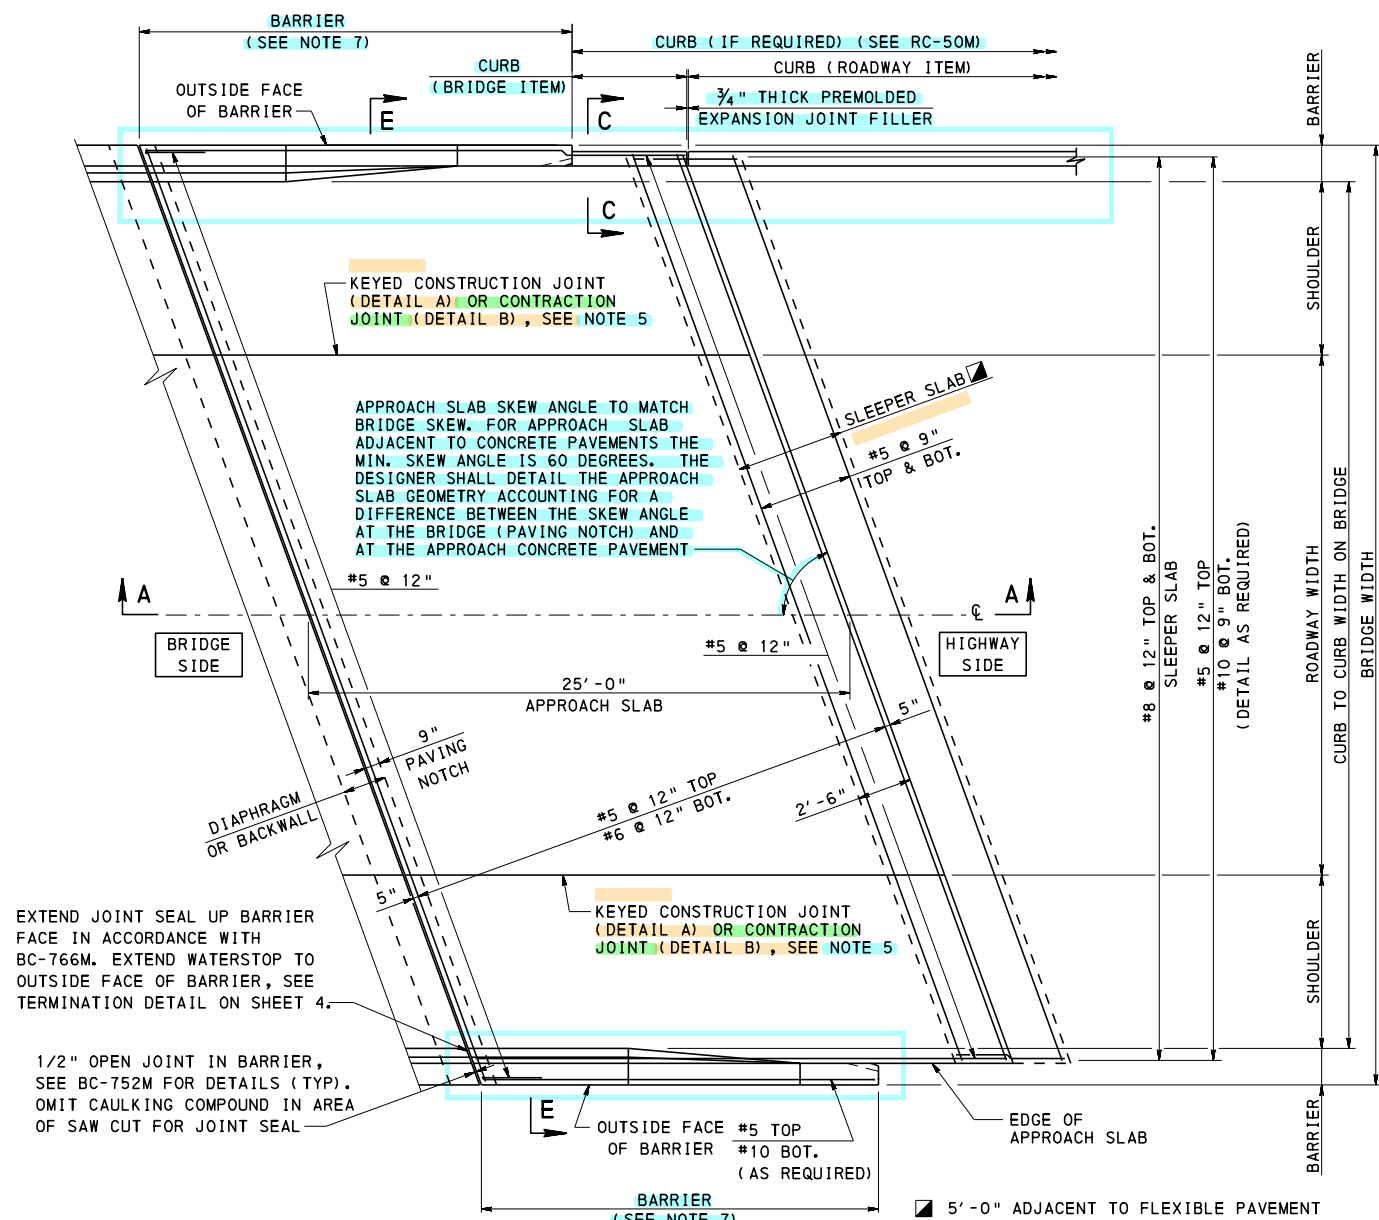 BARRIER
(SEE NOTE 7)
CURB (IF REQUIRED) (SEE RC-50M)
CURB
(BRIDGE ITEM)
CURB (ROADWAY ITEM)
OUTSIDE FACE
OF BARRIER
E
C
3/4" THICK PREMOLDED
EXPANSION JOINT FILLER
BARRIER
C
SHOULDER
KEYED CONSTRUCTION JOINT
(DETAIL A) OR CONTRACTION
JOINT (DETAIL B), SEE NOTE 5
SLEEPER SLAB
#5 @ 9"
TOP & BOT.
APPROACH SLAB SKEW ANGLE TO MATCH
BRIDGE SKEW. FOR APPROACH SLAB
ADJACENT TO CONCRETE PAVEMENTS THE
MIN. SKEW ANGLE IS 60 DEGREES. THE
DESIGNER SHALL DETAIL THE APPROACH
SLAB GEOMETRY ACCOUNTING FOR A
DIFFERENCE BETWEEN THE SKEW ANGLE
AT THE BRIDGE (PAVING NOTCH) AND
AT THE APPROACH CONCRETE PAVEMENT
#5 @ 12"
A
A
℄
BRIDGE
SIDE
#5 @ 12"
HIGHWAY
SIDE
#8 @ 12" TOP & BOT.
SLEEPER SLAB
#5 @ 12" TOP
#10 @ 9" BOT.
(DETAIL AS REQUIRED)
ROADWAY WIDTH
CURB TO CURB WIDTH ON BRIDGE
BRIDGE WIDTH
25'-0"
APPROACH SLAB
5"
9"
PAVING
NOTCH
DIAPHRAGM
OR BACKWALL
#5 @ 12" TOP
#6 @ 12" BOT.
2'-6"
5"
KEYED CONSTRUCTION JOINT
(DETAIL A) OR CONTRACTION
JOINT (DETAIL B), SEE NOTE 5
EXTEND JOINT SEAL UP BARRIER
FACE IN ACCORDANCE WITH
BC-766M. EXTEND WATERSTOP TO
OUTSIDE FACE OF BARRIER, SEE
TERMINATION DETAIL ON SHEET 4.
SHOULDER
1/2" OPEN JOINT IN BARRIER,
SEE BC-752M FOR DETAILS (TYP).
OMIT CAULKING COMPOUND IN AREA
OF SAW CUT FOR JOINT SEAL
E
OUTSIDE FACE
OF BARRIER
#5 TOP
#10 BOT.
(AS REQUIRED)
EDGE OF
APPROACH SLAB
BARRIER
BARRIER
(SEE NOTE 7)
5'-0" ADJACENT TO FLEXIBLE PAVEMENT